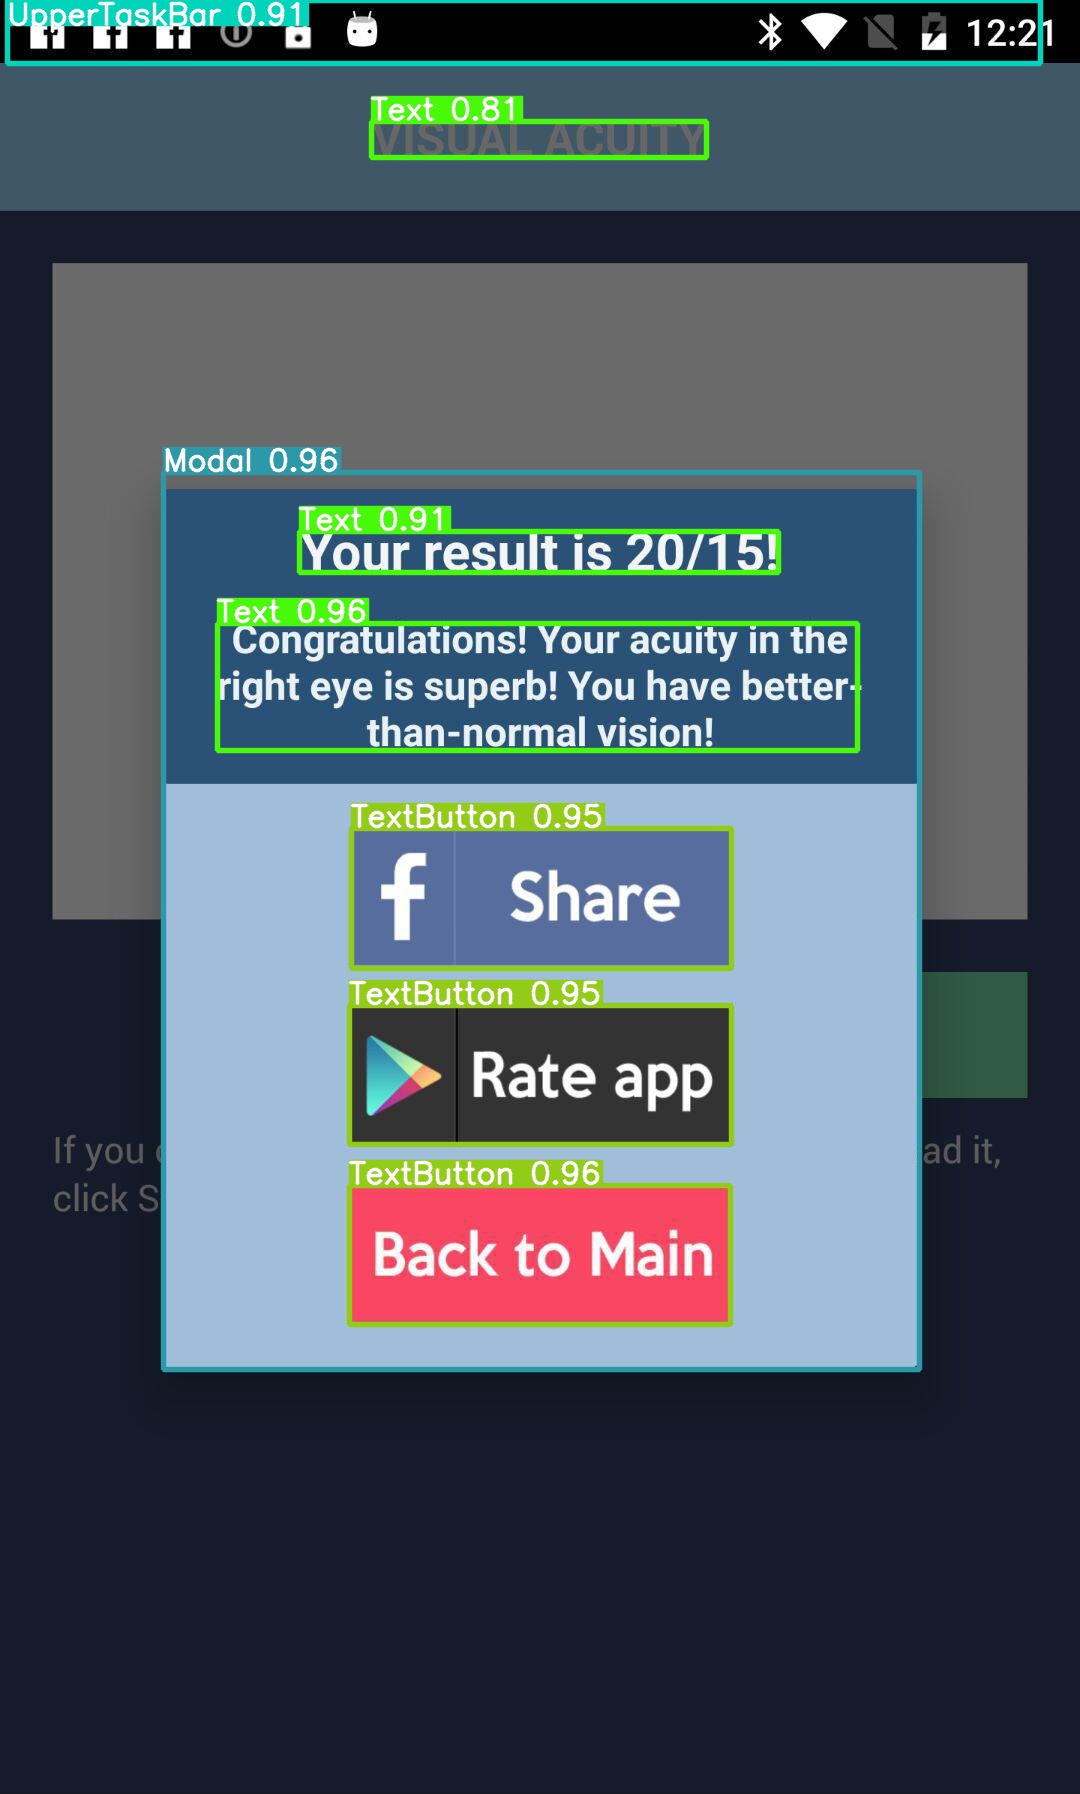 UpperTaskBar 0.91
12:21
Text 0.81
VISUAL ACUITY
Modal 0.96
Text 0.91
Your result is 20/15!
Text 0.96
Congratulations! Your acuity in the
right eye is superb! You have better-
than-normal vision!
TextButton 0.95
f Share
TextButton 0.95
Rate app
If you ad it,
click S
TextButton 0.96
Back to Main